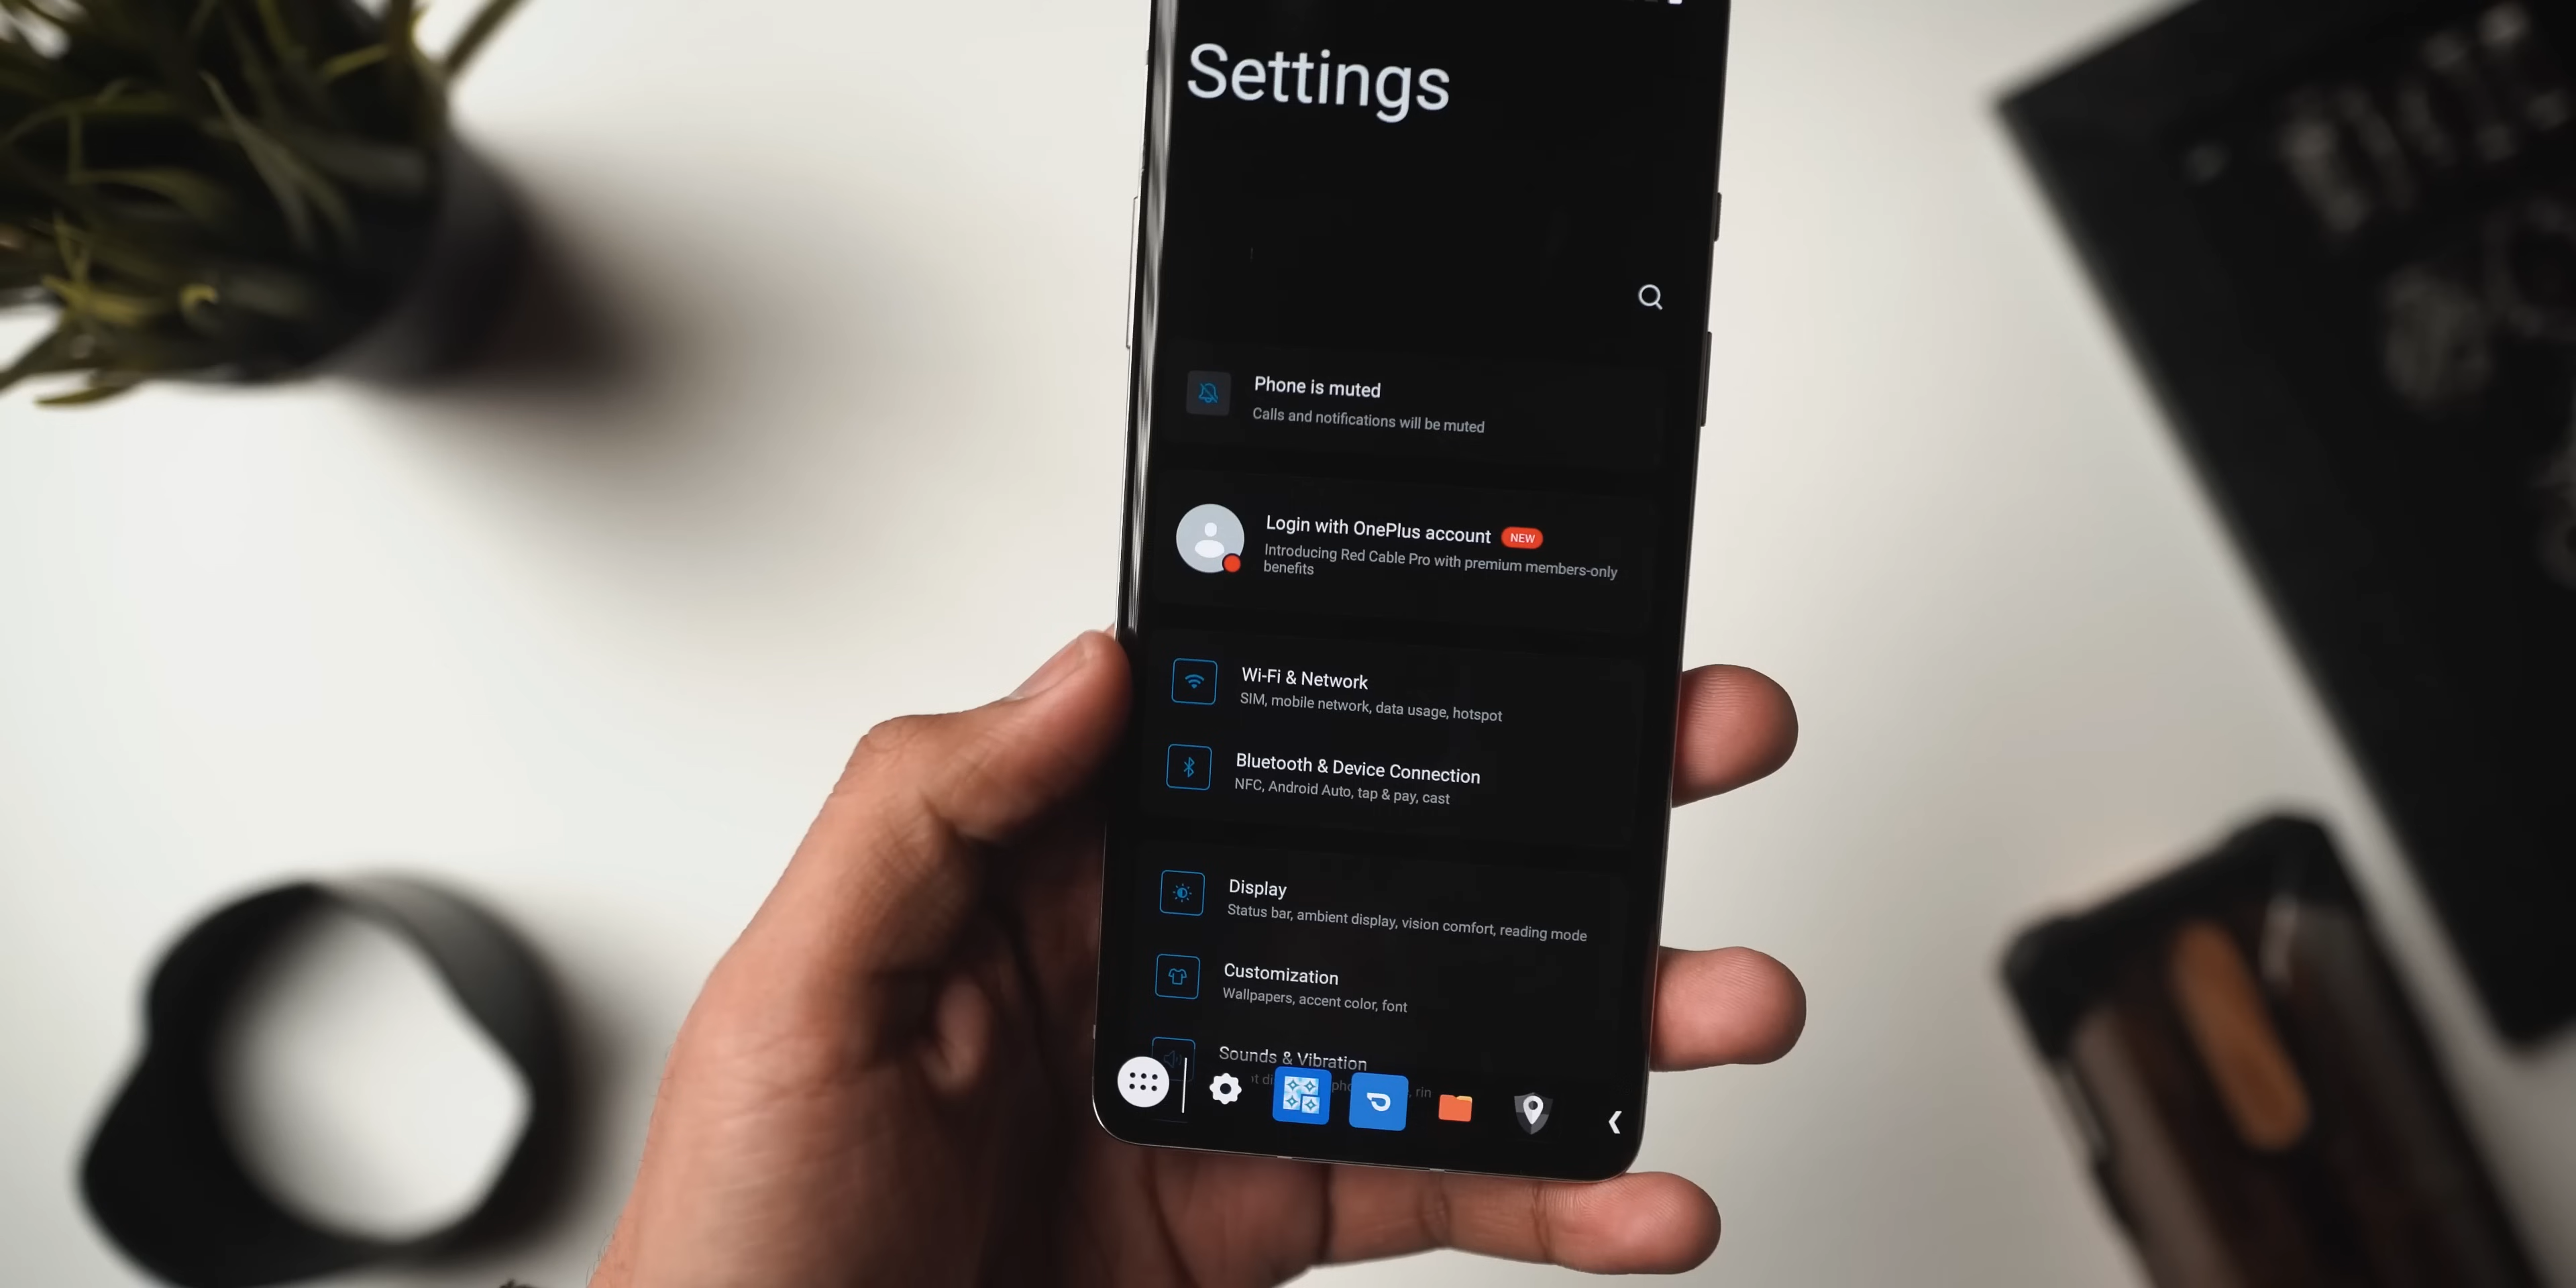 Settings
Phone is muted
Calls and notifications will be muted
Login with OnePlus account NEW
Introducing Red Cable Pro with premium members-only
benefits
Wi-Fi & Network
SIM, mobile network, data usage, hotspot
Bluetooth & Device Connection
NFC, Android Auto, tap & pay, cast
Display
Status bar, ambient display, vision comfort, reading mode
Customization
Wallpapers, accent color, font
Sounds & Vibration